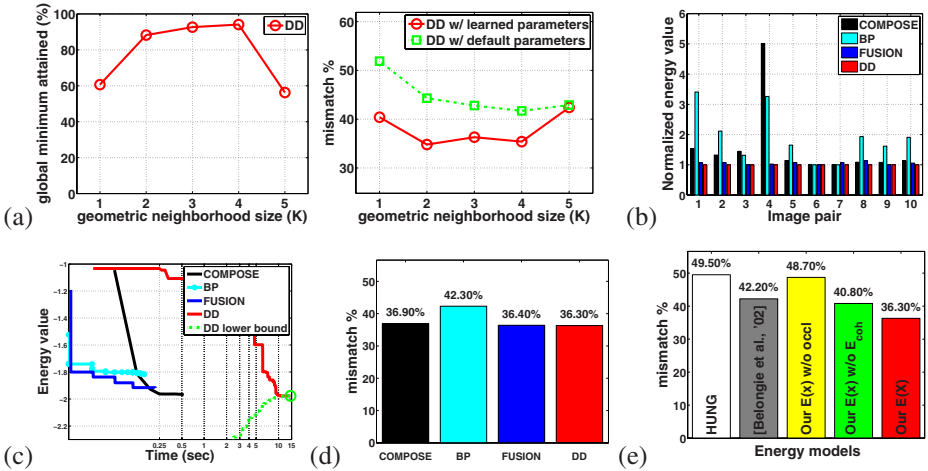 (a)
global minimum attained (%)
100
80
60
40
20
0
1 2 3 4 5
geometric neighborhood size (K)
DD
mismatch %
60
50
40
30
1 2 3 4 5
geometric neighborhood size (K)
DD w/ learned parameters
DD w/ default parameters
(b)
Normalized energy value
6
5
4
3
2
1
0
1 2 3 4 5 6 7 8 9 10
Image pair
COMPOSE
BP
FUSION
DD
(c)
Energy value
-1
-1.2
-1.4
-1.6
-1.8
-2
-2.2
0.25 0.5 1 2 3 4 5 10 15
Time (sec)
COMPOSE
BP
FUSION
DD
DD lower bound
(d)
mismatch %
50
40
30
20
10
0
36.90%
42.30%
36.40%
36.30%
COMPOSE BP FUSION DD
(e)
mismatch %
50
40
30
20
10
0
49.50%
42.20%
48.70%
40.80%
36.30%
HUNG
[Belongie et al., '02]
Our E(x) w/o occl
Our E(x) w/o Ecoh
Our E(X)
Energy models